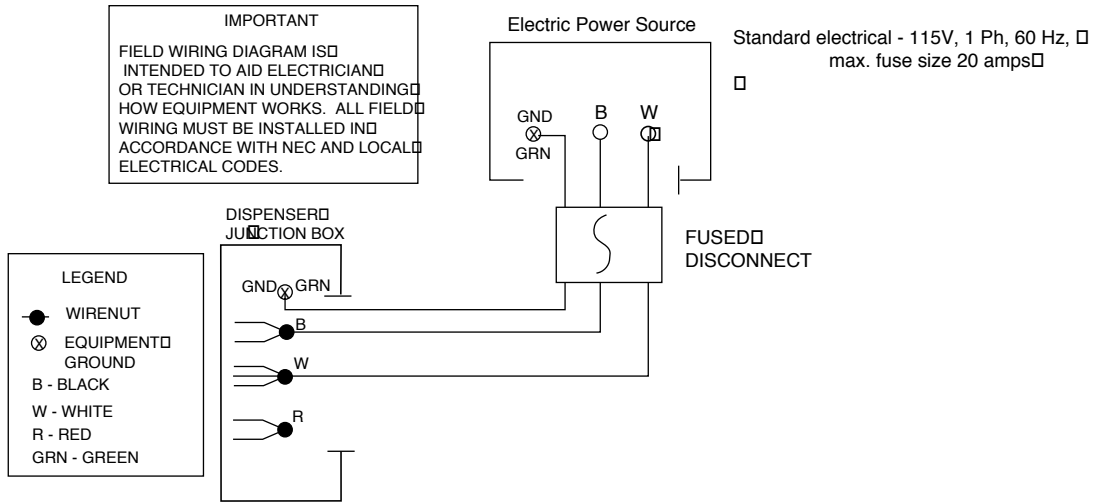 IMPORTANT
FIELD WIRING DIAGRAM IS
INTENDED TO AID ELECTRICIAN
OR TECHNICIAN IN UNDERSTANDING
HOW EQUIPMENT WORKS. ALL FIELD
WIRING MUST BE INSTALLED IN
ACCORDANCE WITH NEC AND LOCAL
ELECTRICAL CODES.
Electric Power Source
Standard electrical - 115V, 1 Ph, 60 Hz,
max. fuse size 20 amps
GND
B
W
GRN
FUSED
DISCONNECT
DISPENSER
JUNCTION BOX
GND
GRN
B
W
R
LEGEND
WIRENUT
EQUIPMENT
GROUND
B - BLACK
W - WHITE
R - RED
GRN - GREEN